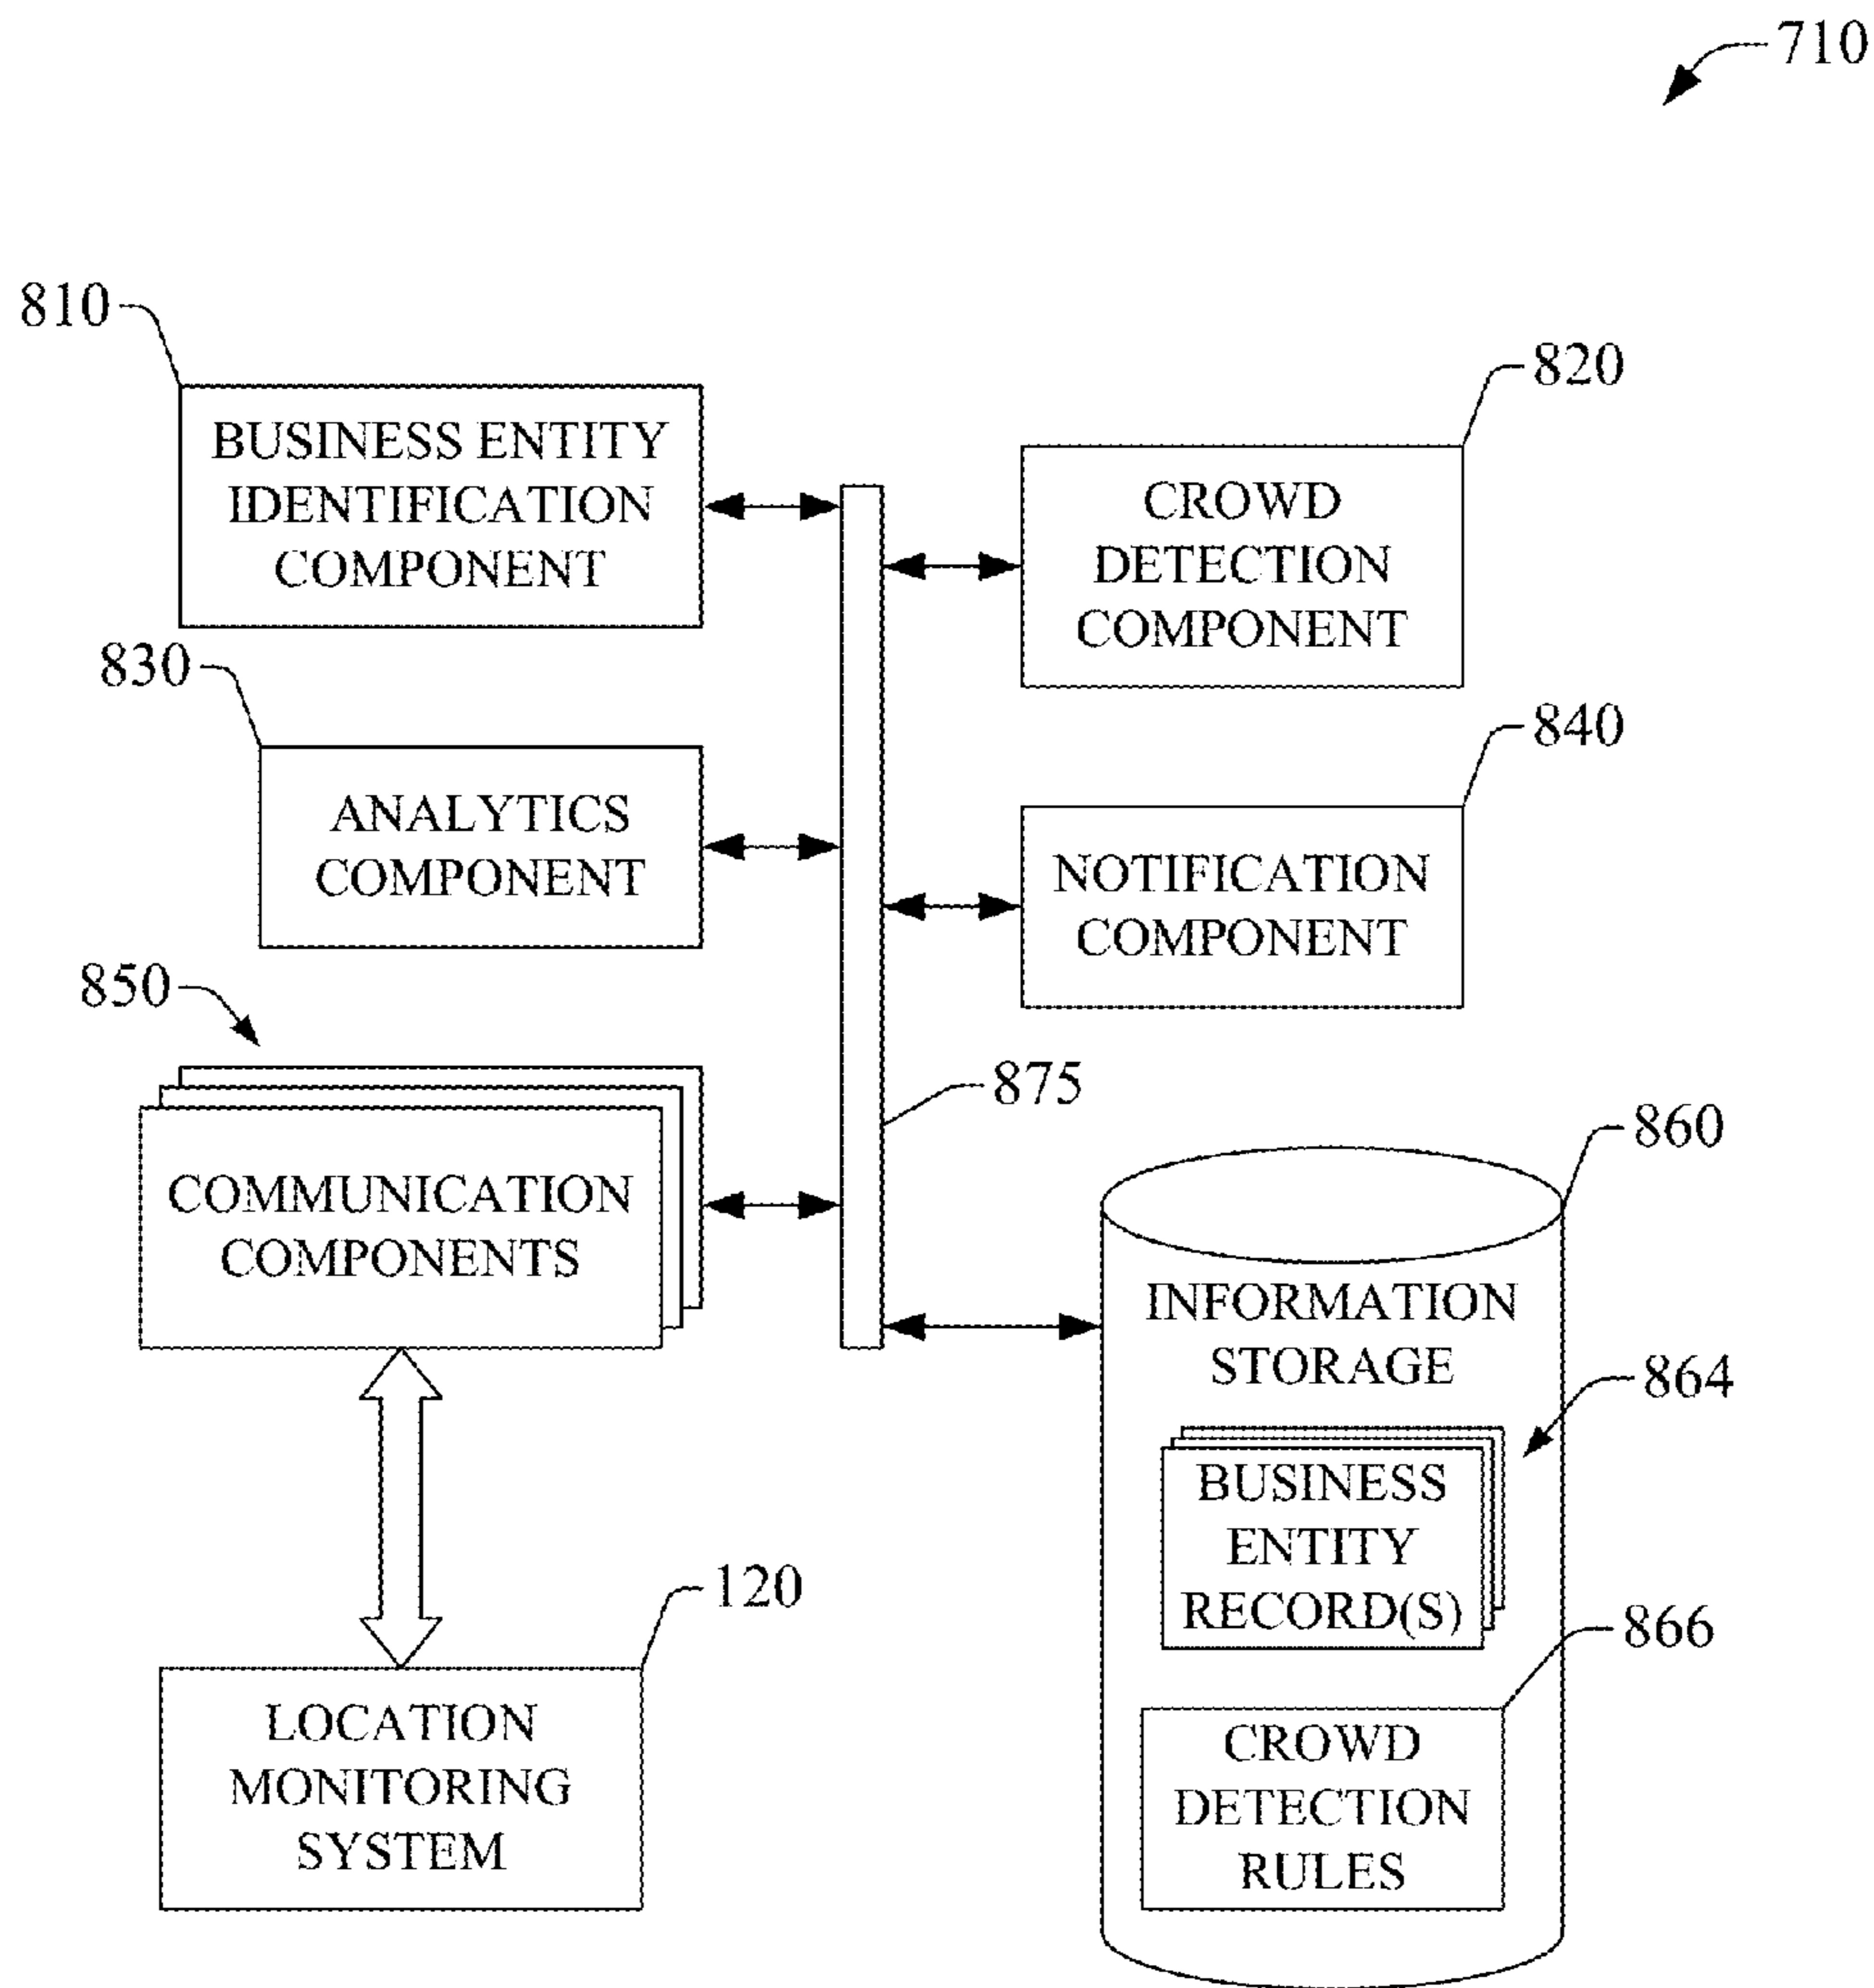 710
810
BUSINESS ENTITY
IDENTIFICATION
COMPONENT
820
CROWD
DETECTION
COMPONENT
830
ANALYTICS
COMPONENT
840
NOTIFICATION
COMPONENT
850
COMMUNICATION
COMPONENTS
875
860
INFORMATION
STORAGE
864
BUSINESS
ENTITY
RECORD(S)
866
CROWD
DETECTION
RULES
120
LOCATION
MONITORING
SYSTEM